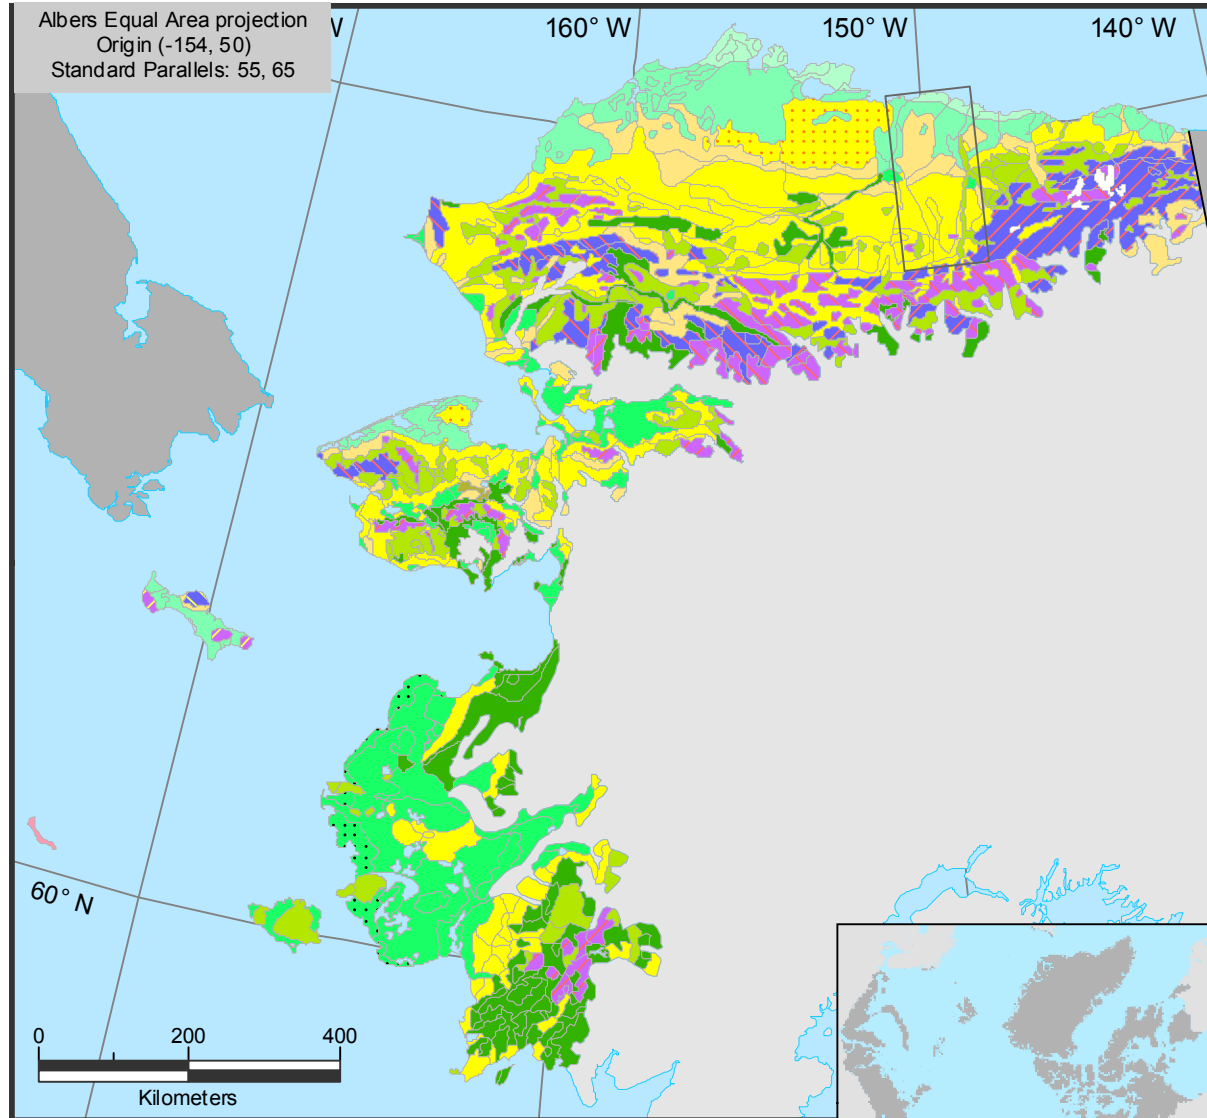 Albers Equal Area projection
Origin (-154, 50)
Standard Parallels: 55, 65
W
160° W
150° W
140° W
60° N
0 200 400
Kilometers